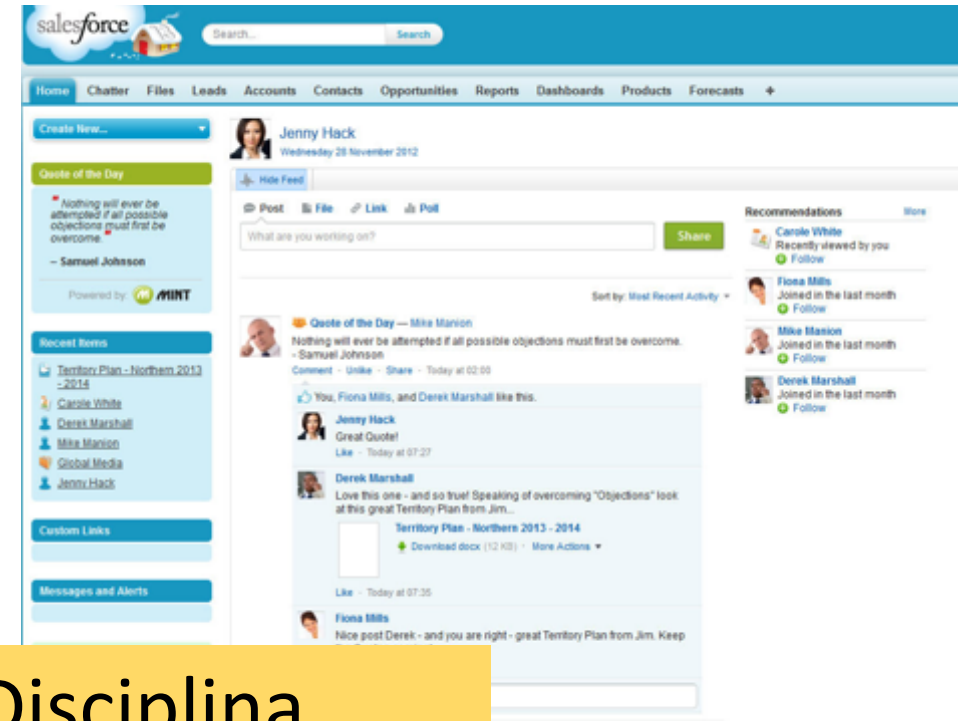 salesforce
Search...
Search
Home Chatter Files Leads Accounts Contacts Opportunities Reports Dashboards Products Forecasts +
Create New...
Quote of the Day
" Nothing will ever be
attempted if all possible
objections must first be
overcome. "
– Samuel Johnson
Powered by MINT
Recent Items
Territory Plan - Northern 2013
- 2014
Carole White
Derek Marshall
Mike Manion
Global Media
Jenny Hack
Custom Links
Messages and Alerts
Jenny Hack
Wednesday 28 November 2012
Hide Feed
Post File Link Poll
What are you working on?
Share
Sort by: Most Recent Activity
Quote of the Day — Mike Manion
Nothing will ever be attempted if all possible objections must first be overcome.
- Samuel Johnson
Comment · Unlike · Share · Today at 02:00
You, Fiona Mills, and Derek Marshall like this.
Jenny Hack
Great Quote!
Like · Today at 07:27
Derek Marshall
Love this one - and so true! Speaking of overcoming "Objections" look
at this great Territory Plan from Jim...
Territory Plan - Northern 2013 - 2014
Download docx (12 KB) · More Actions
Like · Today at 07:35
Fiona Mills
Nice post Derek - and you are right - great Territory Plan from Jim. Keep
Recommendations More
Carole White
Recently viewed by you
Follow
Fiona Mills
Joined in the last month
Follow
Mike Manion
Joined in the last month
Follow
Derek Marshall
Joined in the last month
Follow
Disciplina